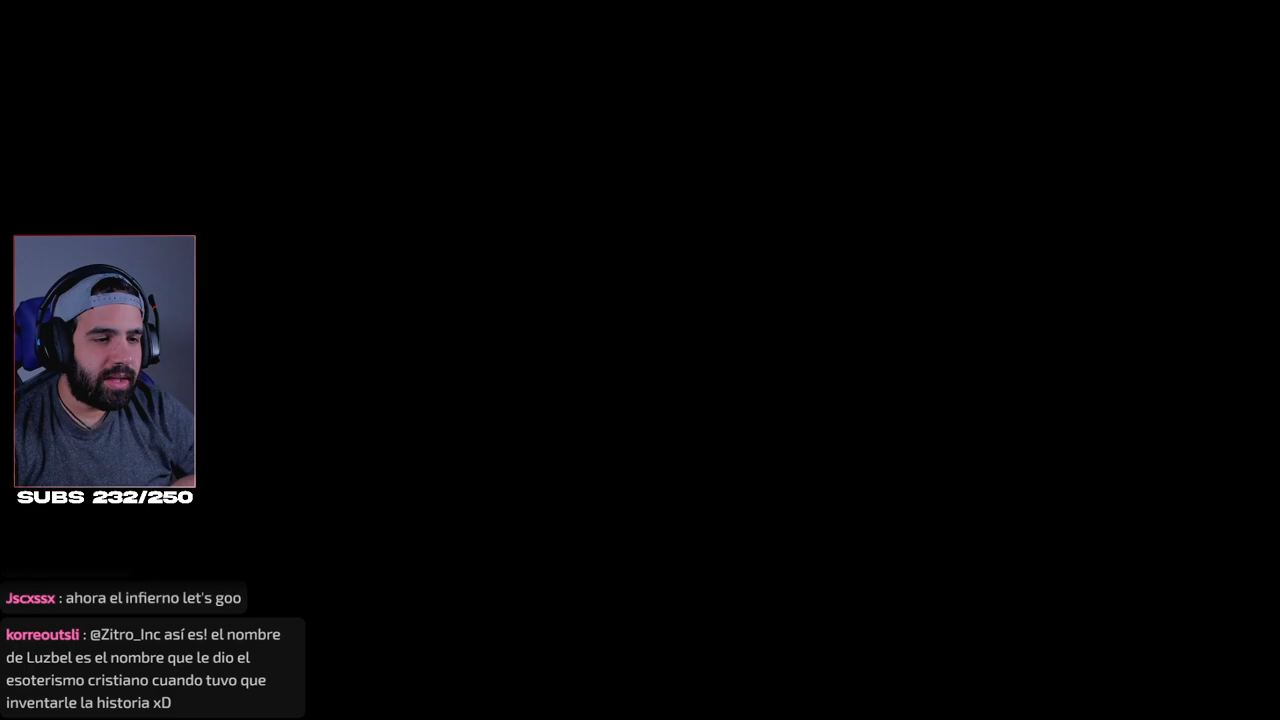 SUBS 232/250
Jscxssx : ahora el infierno let's goo
korreoutsli : @Zitro_Inc así es! el nombre
de Luzbel es el nombre que le dio el
esoterismo cristiano cuando tuvo que
inventarle la historia xD